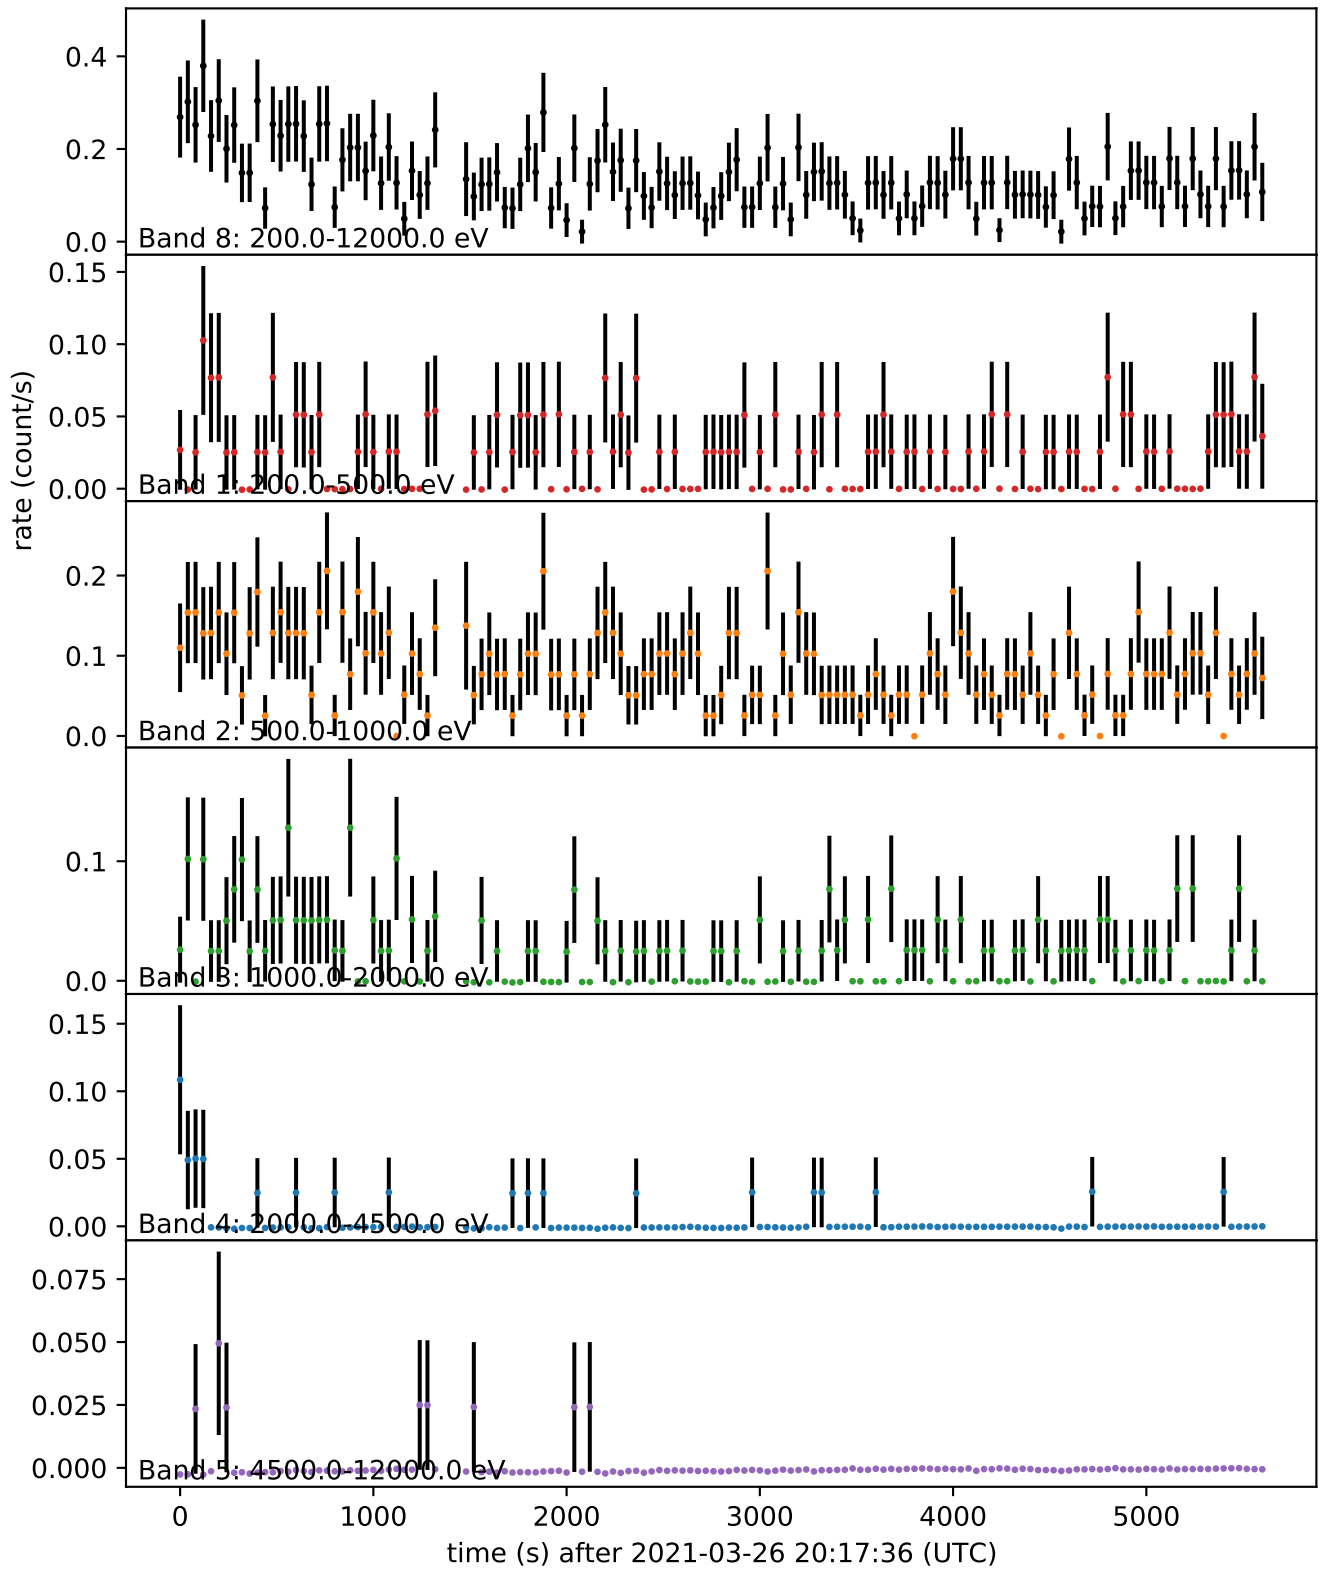 0.4
0.2
0.0
Band 8: 200.0-12000.0 eV
0.15
0.10
0.05
0.00
Band 1: 200.0-500.0 eV
rate (count/s)
0.2
0.1
0.0
Band 2: 500.0-1000.0 eV
0.1
0.0
Band 3: 1000.0-2000.0 eV
0.15
0.10
0.05
0.00
Band 4: 2000.0-4500.0 eV
0.075
0.050
0.025
0.000
Band 5: 4500.0-12000.0 eV
0 1000 2000 3000 4000 5000
time (s) after 2021-03-26 20:17:36 (UTC)